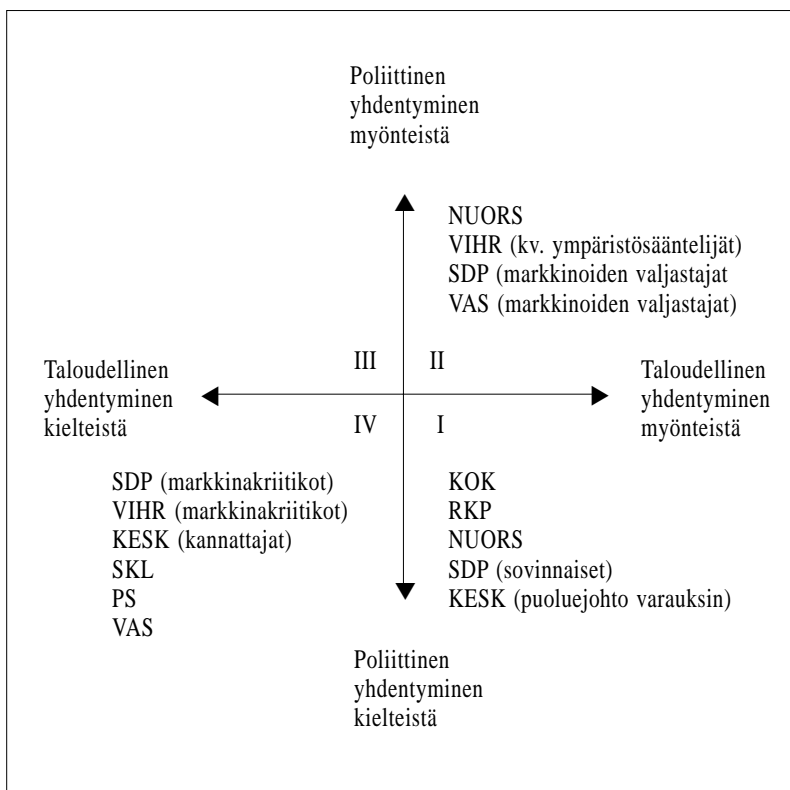 Poliittinen
yhdentyminen
myönteistä
NUORS
VIHR (kv. ympäristösääntelijät)
SDP (markkinoiden valjastajat
VAS (markkinoiden valjastajat)
III II
Taloudellinen
yhdentyminen
kielteistä
Taloudellinen
yhdentyminen
myönteistä
IV I
SDP (markkinakriitikot)
VIHR (markkinakriitikot)
KESK (kannattajat)
SKL
PS
VAS
KOK
RKP
NUORS
SDP (sovinnaiset)
KESK (puoluejohto varauksin)
Poliittinen
yhdentyminen
kielteistä